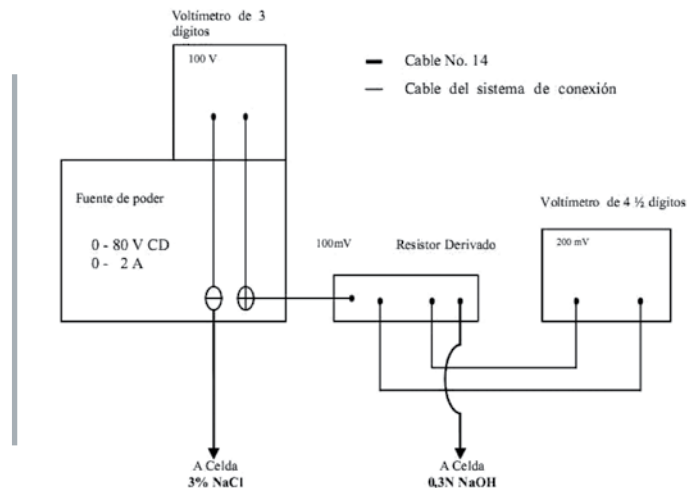 Voltímetro de 3
dígitos
100 V
Cable No. 14
Cable del sistema de conexión
Fuente de poder
0 - 80 V CD
0 - 2 A
Voltímetro de 4 ½ dígitos
200 mV
100mV
Resistor Derivado
A Celda
3% NaCl
A Celda
0,3N NaOH